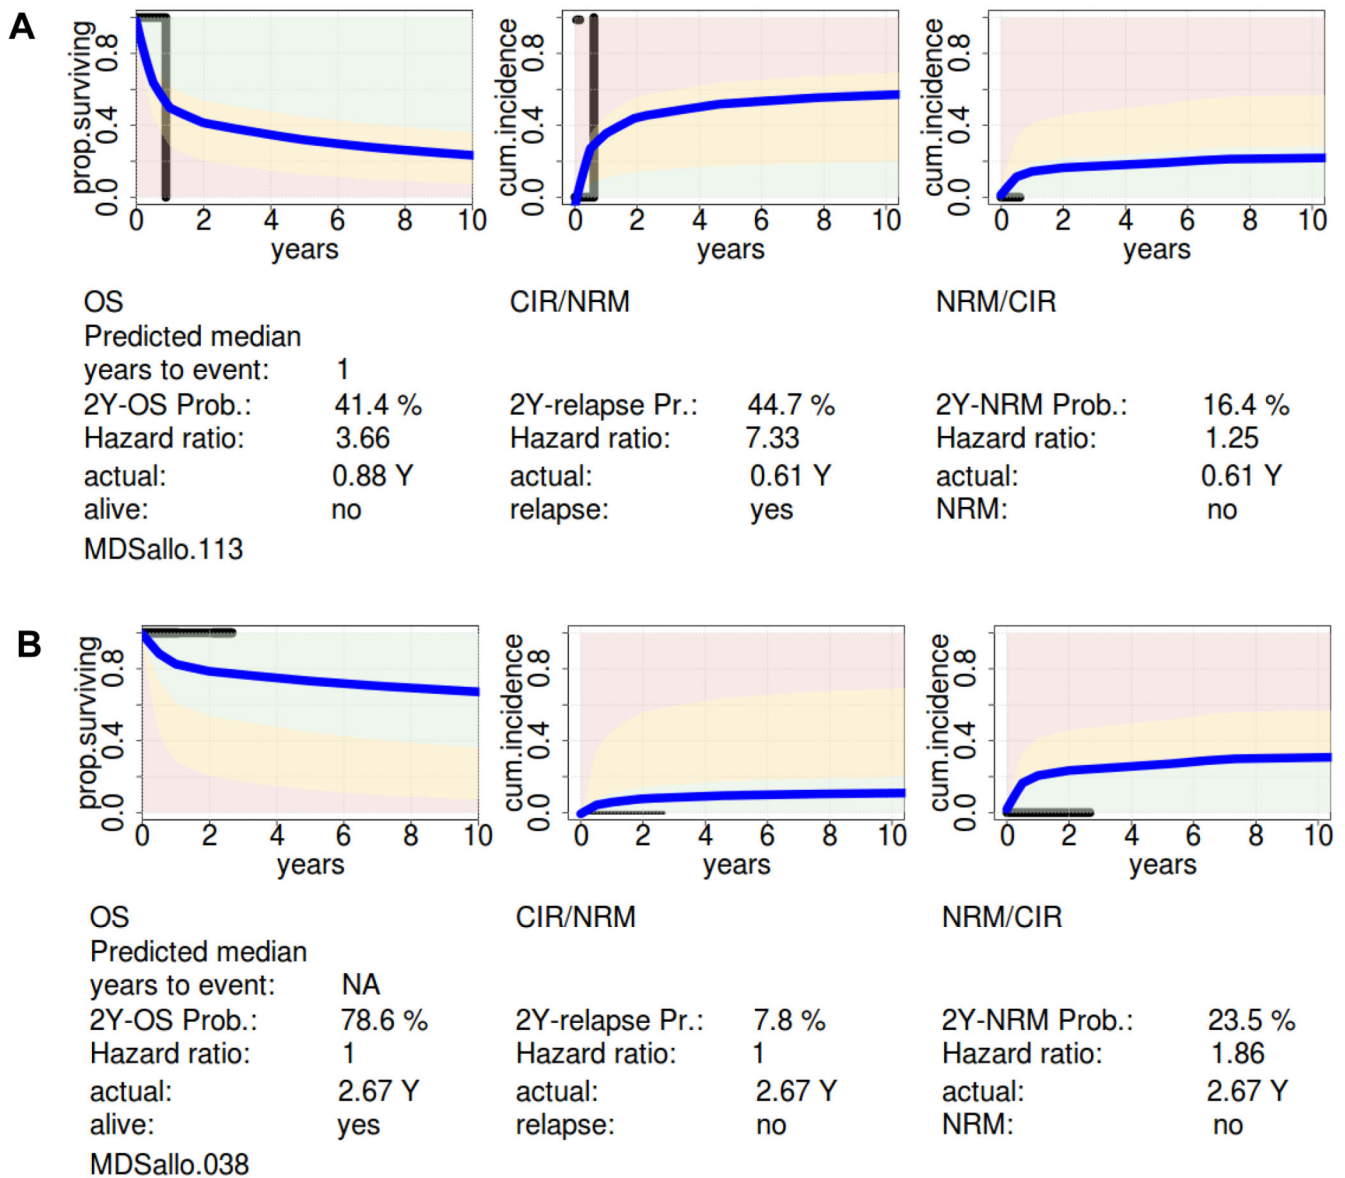 A
prop.surviving
0.0 0.4 0.8
0 2 4 6 8 10
years
cum.incidence
0.0 0.4 0.8
0 2 4 6 8 10
years
cum.incidence
0.0 0.4 0.8
0 2 4 6 8 10
years
OS CIR/NRM NRM/CIR
Predicted median
years to event: 1
2Y-OS Prob.: 41.4 % 2Y-relapse Pr.: 44.7 % 2Y-NRM Prob.: 16.4 %
Hazard ratio: 3.66 Hazard ratio: 7.33 Hazard ratio: 1.25
actual: 0.88 Y actual: 0.61 Y actual: 0.61 Y
alive: no relapse: yes NRM: no
MDSallo.113
B
prop.surviving
0.0 0.4 0.8
0 2 4 6 8 10
years
cum.incidence
0.0 0.4 0.8
0 2 4 6 8 10
years
cum.incidence
0.0 0.4 0.8
0 2 4 6 8 10
years
OS CIR/NRM NRM/CIR
Predicted median
years to event: NA
2Y-OS Prob.: 78.6 % 2Y-relapse Pr.: 7.8 % 2Y-NRM Prob.: 23.5 %
Hazard ratio: 1 Hazard ratio: 1 Hazard ratio: 1.86
actual: 2.67 Y actual: 2.67 Y actual: 2.67 Y
alive: yes relapse: no NRM: no
MDSallo.038